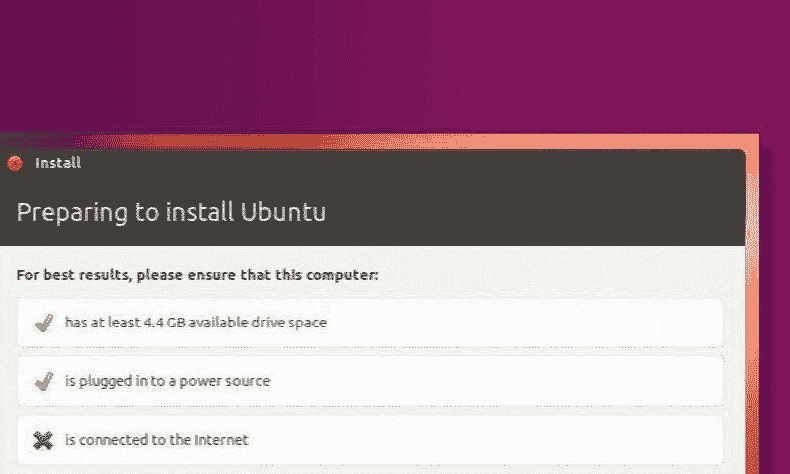 Install
Preparing to install Ubuntu
For best results, please ensure that this computer:
has at least 4.4 GB available drive space
is plugged in to a power source
is connected to the Internet